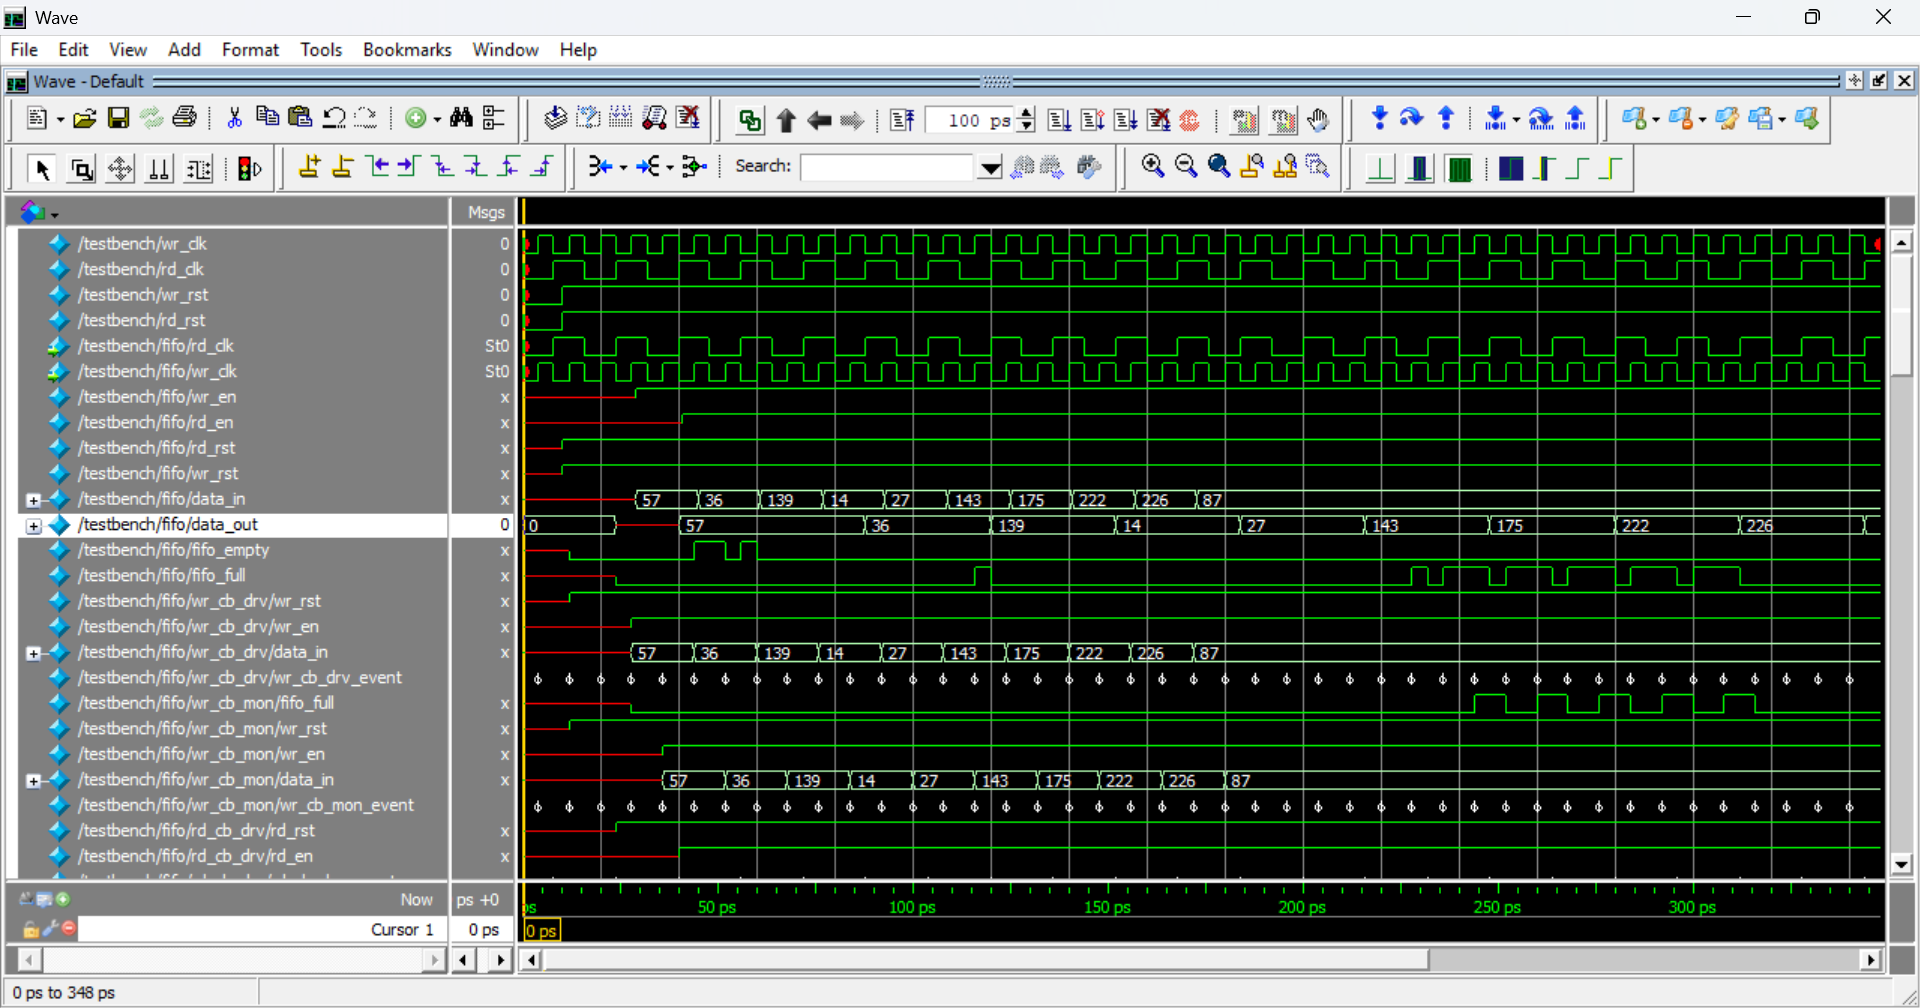 Wave
File Edit View Add Format Tools Bookmarks Window Help
Wave - Default
100 ps
Search:
Msgs
/testbench/wr_clk 0
/testbench/rd_clk 0
/testbench/wr_rst 0
/testbench/rd_rst 0
/testbench/fifo/rd_clk St0
/testbench/fifo/wr_clk St0
/testbench/fifo/wr_en x
/testbench/fifo/rd_en x
/testbench/fifo/rd_rst x
/testbench/fifo/wr_rst x
/testbench/fifo/data_in x 57 36 139 14 27 143 175 222 226 87
/testbench/fifo/data_out 0 0 57 36 139 14 27 143 175 222 226
/testbench/fifo/fifo_empty x
/testbench/fifo/fifo_full x
/testbench/fifo/wr_cb_drv/wr_rst x
/testbench/fifo/wr_cb_drv/wr_en x
/testbench/fifo/wr_cb_drv/data_in x 57 36 139 14 27 143 175 222 226 87
/testbench/fifo/wr_cb_drv/wr_cb_drv_event
/testbench/fifo/wr_cb_mon/fifo_full x
/testbench/fifo/wr_cb_mon/wr_rst x
/testbench/fifo/wr_cb_mon/wr_en x
/testbench/fifo/wr_cb_mon/data_in x 57 36 139 14 27 143 175 222 226 87
/testbench/fifo/wr_cb_mon/wr_cb_mon_event
/testbench/fifo/rd_cb_drv/rd_rst x
/testbench/fifo/rd_cb_drv/rd_en x
Now ps +0 50 ps 100 ps 150 ps 200 ps 250 ps 300 ps
Cursor 1 0 ps 0 ps
0 ps to 348 ps